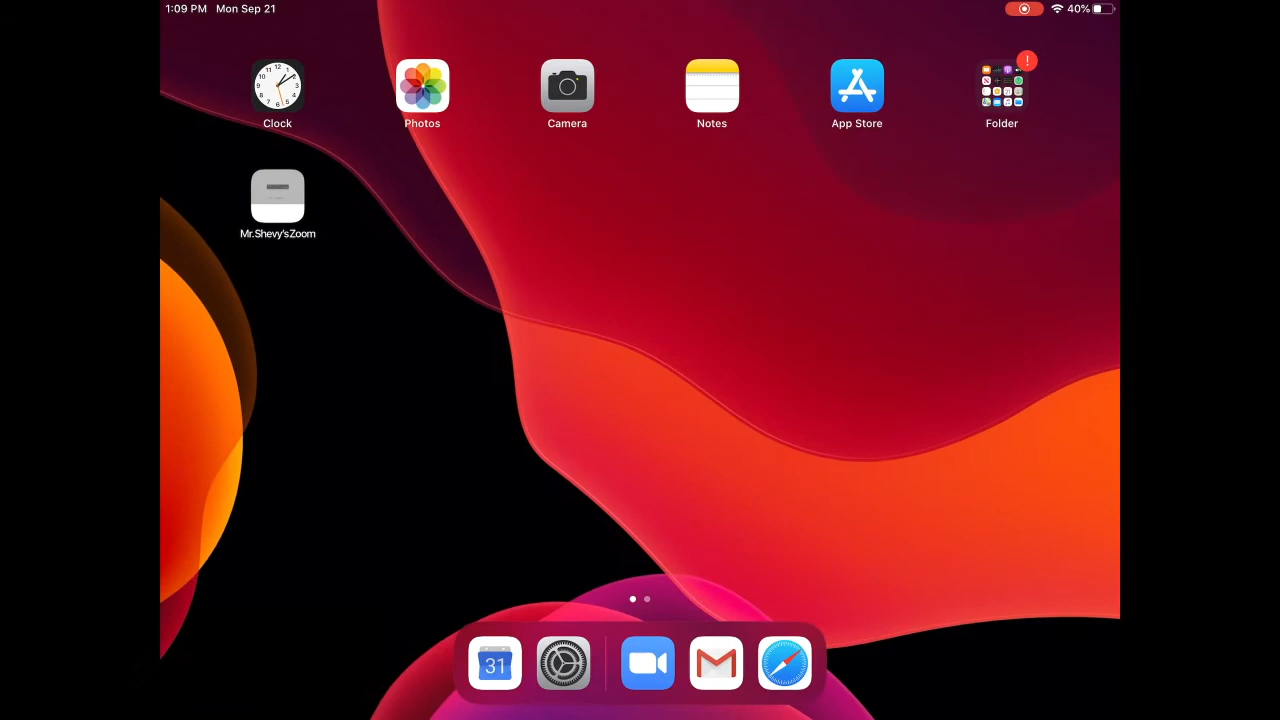 1:09 PM Mon Sep 21
40%
Clock
Photos
Camera
Notes
App Store
!
Folder
Mr.Shevy'sZoom
31